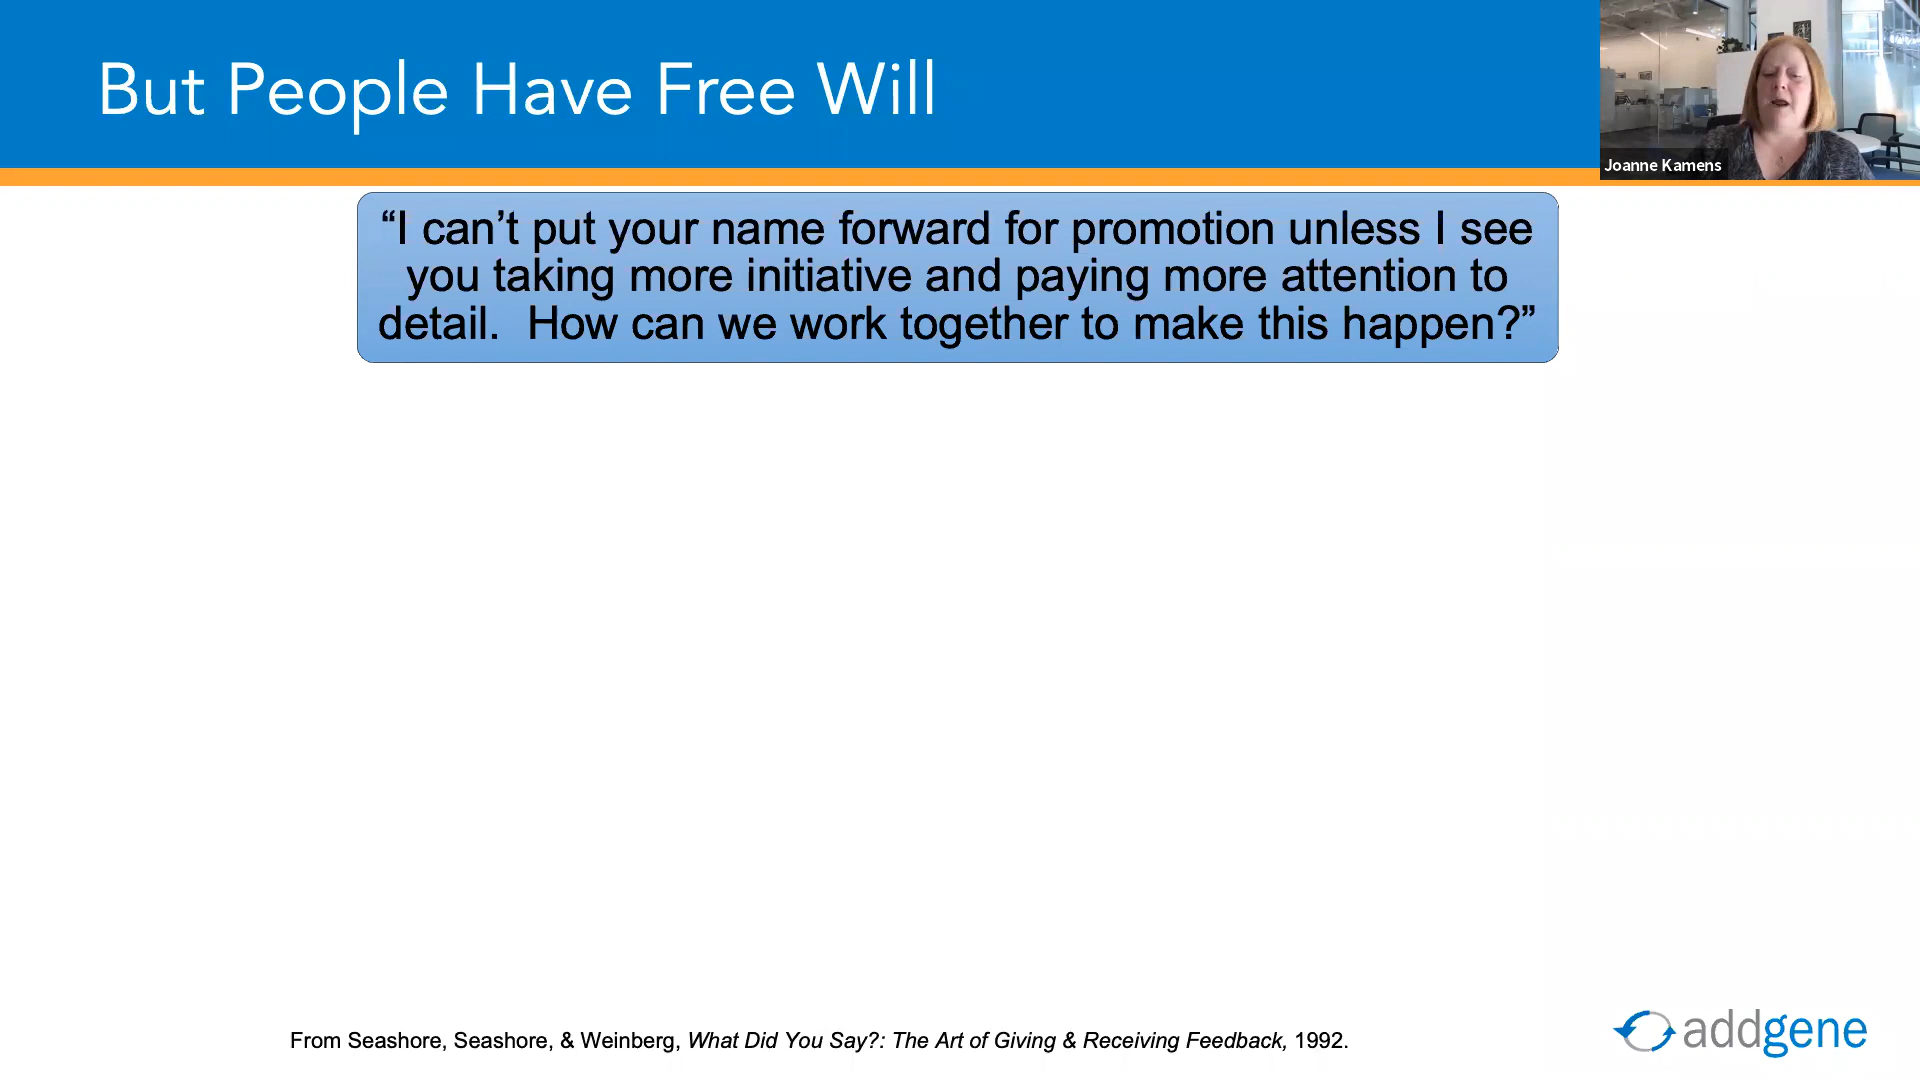 But People Have Free Will
Joanne Kamens
“I can’t put your name forward for promotion unless I see
you taking more initiative and paying more attention to
detail.  How can we work together to make this happen?”
From Seashore, Seashore, & Weinberg, What Did You Say?: The Art of Giving & Receiving Feedback, 1992.
addgene